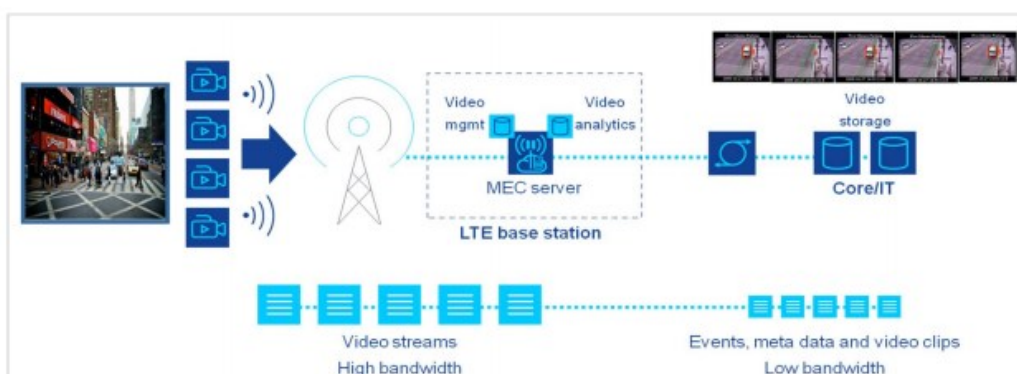 Video
mgmt
Video
analytics
MEC server
LTE base station
Video
storage
Core/IT
Video streams
High bandwidth
Events, meta data and video clips
Low bandwidth